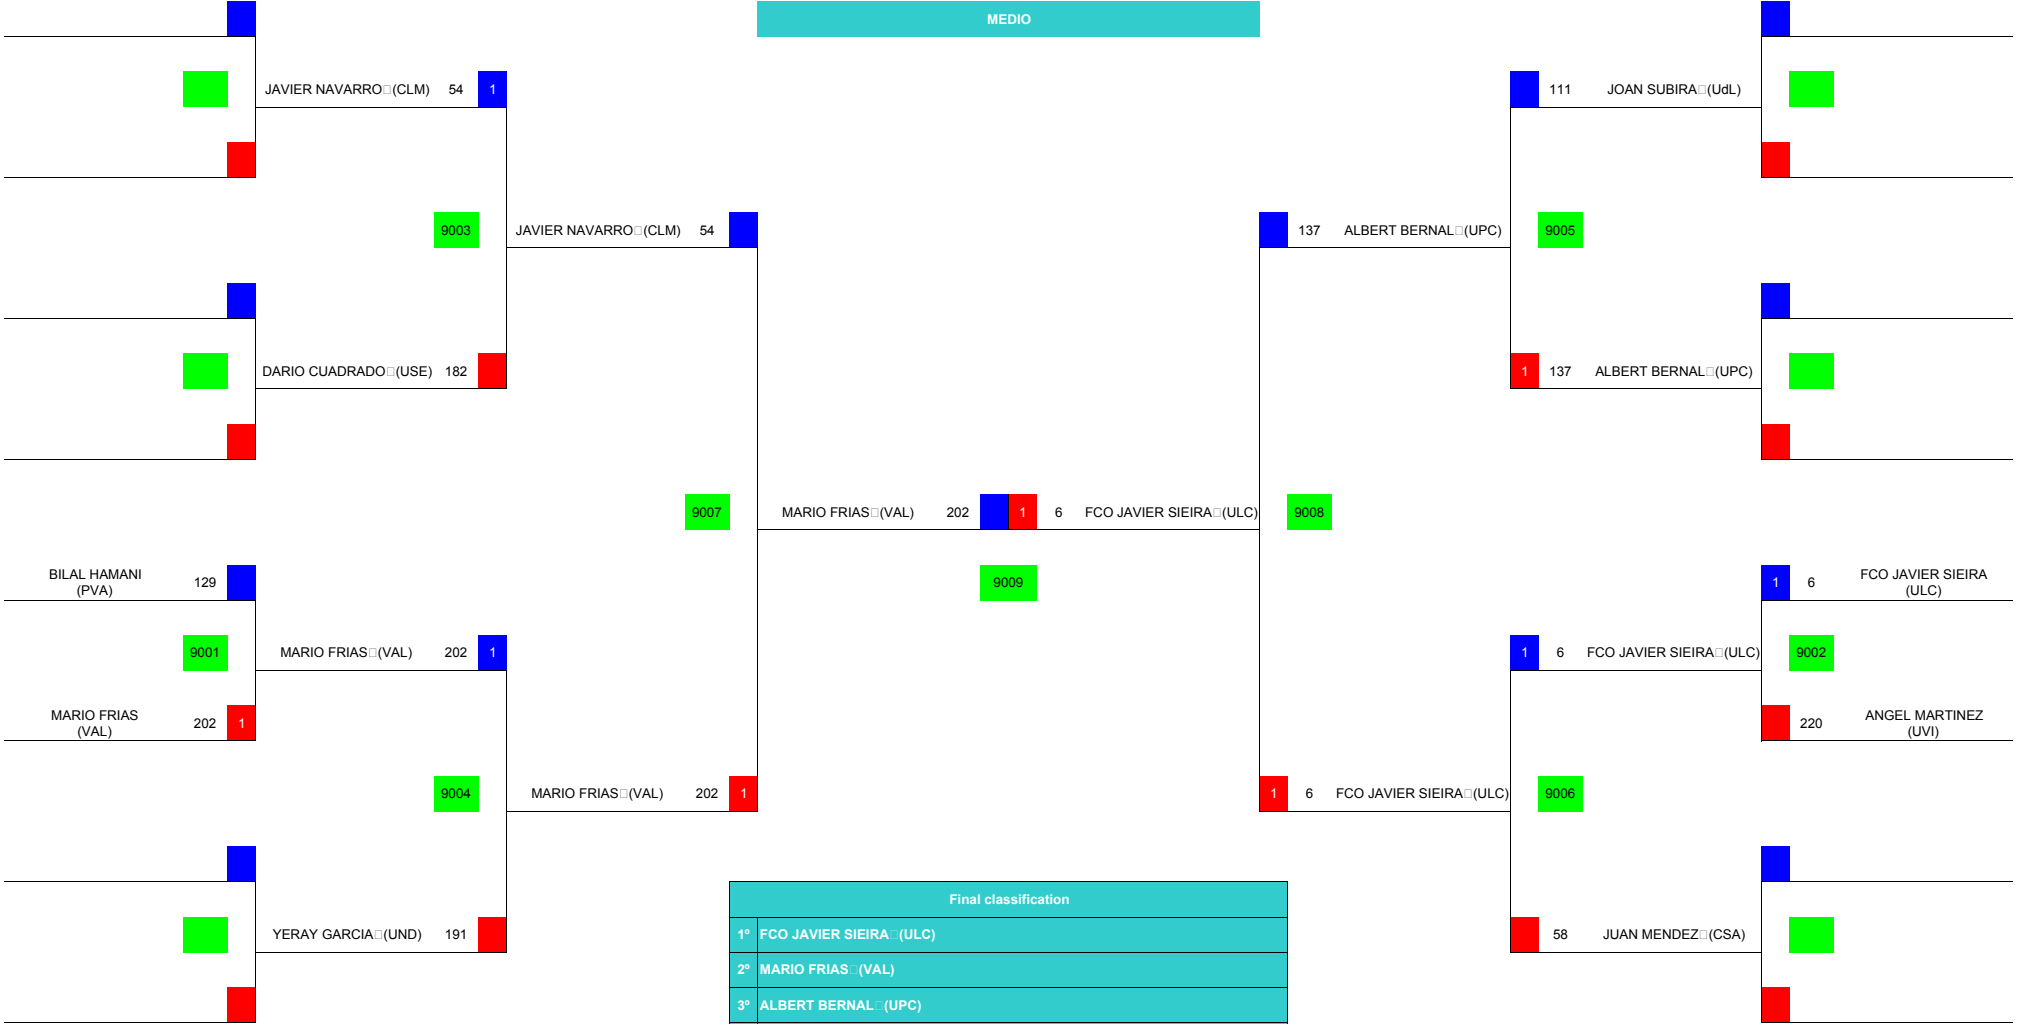 MEDIO
JAVIER NAVARRO□(CLM) 54 1
111 JOAN SUBIRA□(UdL)
9003 JAVIER NAVARRO□(CLM) 54
137 ALBERT BERNAL□(UPC) 9005
DARIO CUADRADO□(USE) 182
1 137 ALBERT BERNAL□(UPC)
9007 MARIO FRIAS□(VAL) 202 1 6 FCO JAVIER SIEIRA□(ULC) 9008
BILAL HAMANI
(PVA)
129
9009
1 6
FCO JAVIER SIEIRA
(ULC)
9001 MARIO FRIAS□(VAL) 202 1
1 6 FCO JAVIER SIEIRA□(ULC) 9002
MARIO FRIAS
(VAL)
202 1
220
ANGEL MARTINEZ
(UVI)
9004 MARIO FRIAS□(VAL) 202 1
1 6 FCO JAVIER SIEIRA□(ULC) 9006
YERAY GARCIA□(UND) 191
58 JUAN MENDEZ□(CSA)
Final classification
1º FCO JAVIER SIEIRA□(ULC)
2º MARIO FRIAS□(VAL)
3º ALBERT BERNAL□(UPC)